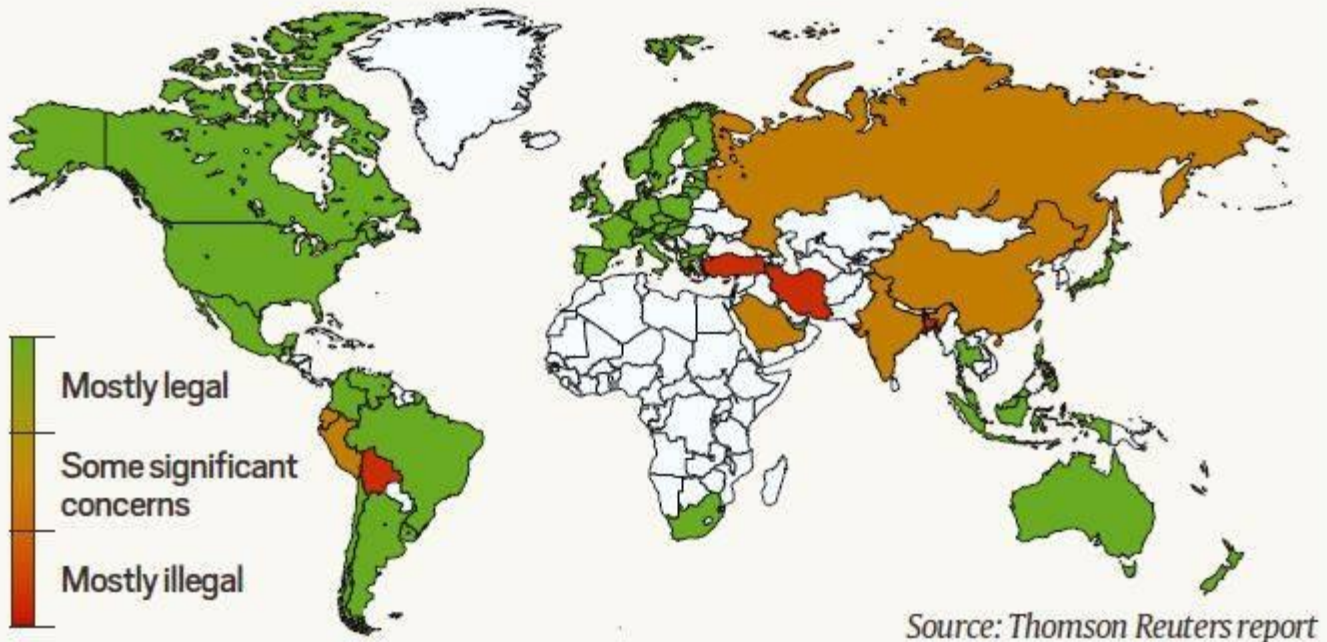 Mostly legal
Some significant
concerns
Mostly illegal
Source: Thomson Reuters report